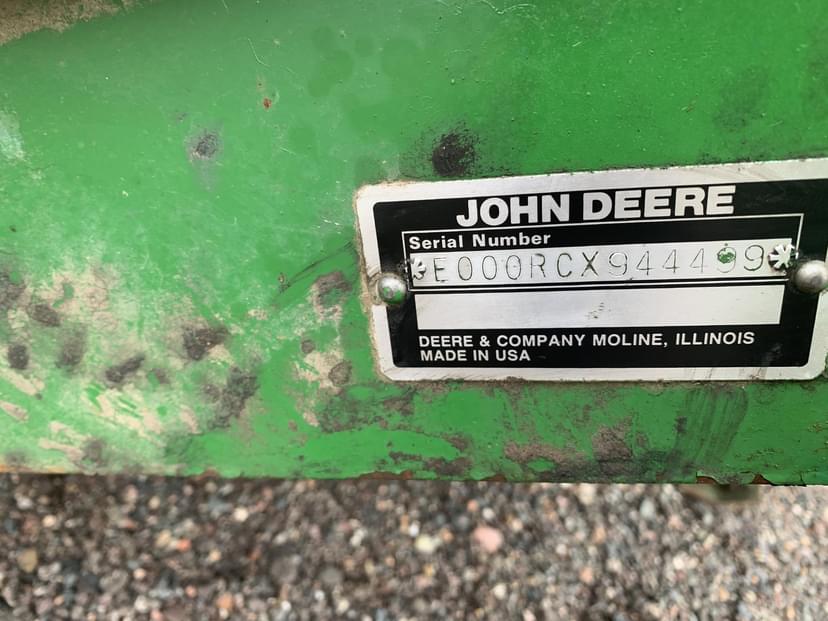 JOHN DEERE
Serial Number
*E000RCX944499*
DEERE & COMPANY MOLINE, ILLINOIS
MADE IN USA